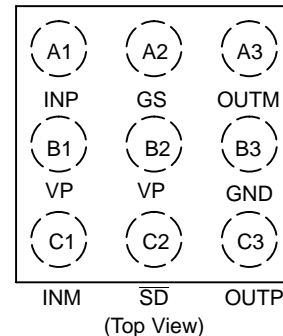 A1 A2 A3
INP GS OUTM
B1 B2 B3
VP VP GND
C1 C2 C3
INM S̅D̅ OUTP
(Top View)